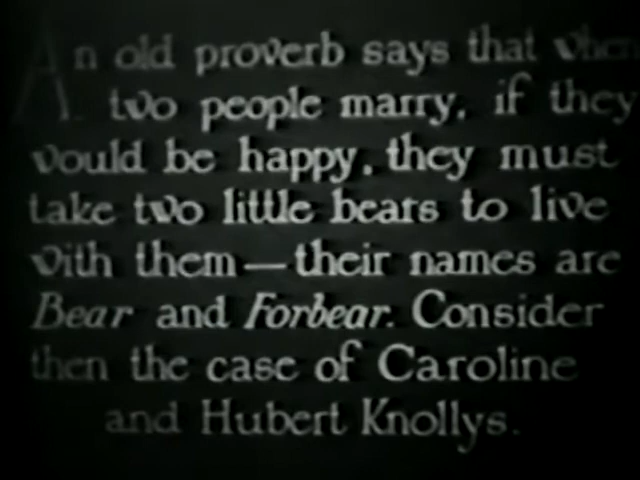 An old proverb says that when
two people marry, if they
would be happy, they must
take two little bears to live
with them—their names are
Bear and Forbear. Consider
then the case of Caroline
and Hubert Knollys.